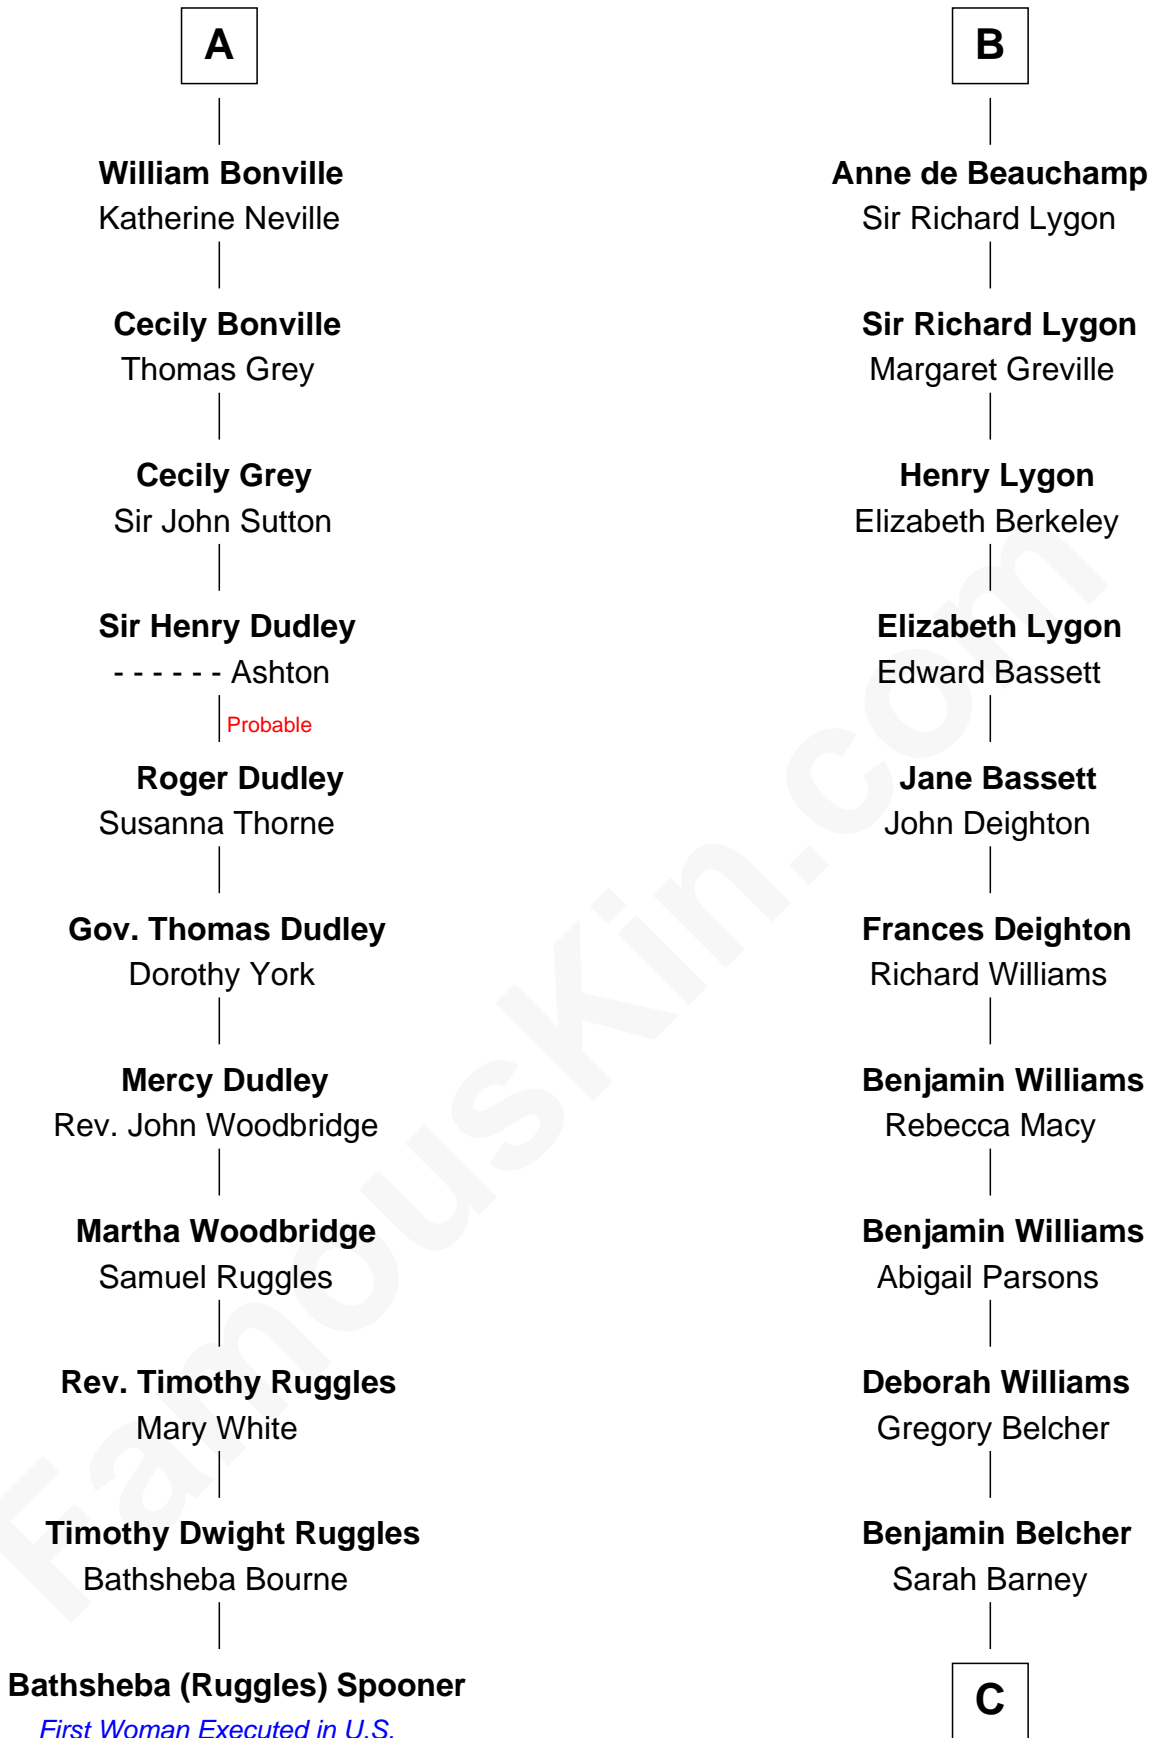 A
William Bonville
Katherine Neville
Cecily Bonville
Thomas Grey
Cecily Grey
Sir John Sutton
Sir Henry Dudley
- - - - - - Ashton
Probable
Roger Dudley
Susanna Thorne
Gov. Thomas Dudley
Dorothy York
Mercy Dudley
Rev. John Woodbridge
Martha Woodbridge
Samuel Ruggles
Rev. Timothy Ruggles
Mary White
Timothy Dwight Ruggles
Bathsheba Bourne
Bathsheba (Ruggles) Spooner
First Woman Executed in U.S.
B
Anne de Beauchamp
Sir Richard Lygon
Sir Richard Lygon
Margaret Greville
Henry Lygon
Elizabeth Berkeley
Elizabeth Lygon
Edward Bassett
Jane Bassett
John Deighton
Frances Deighton
Richard Williams
Benjamin Williams
Rebecca Macy
Benjamin Williams
Abigail Parsons
Deborah Williams
Gregory Belcher
Benjamin Belcher
Sarah Barney
C
FamousKin.com